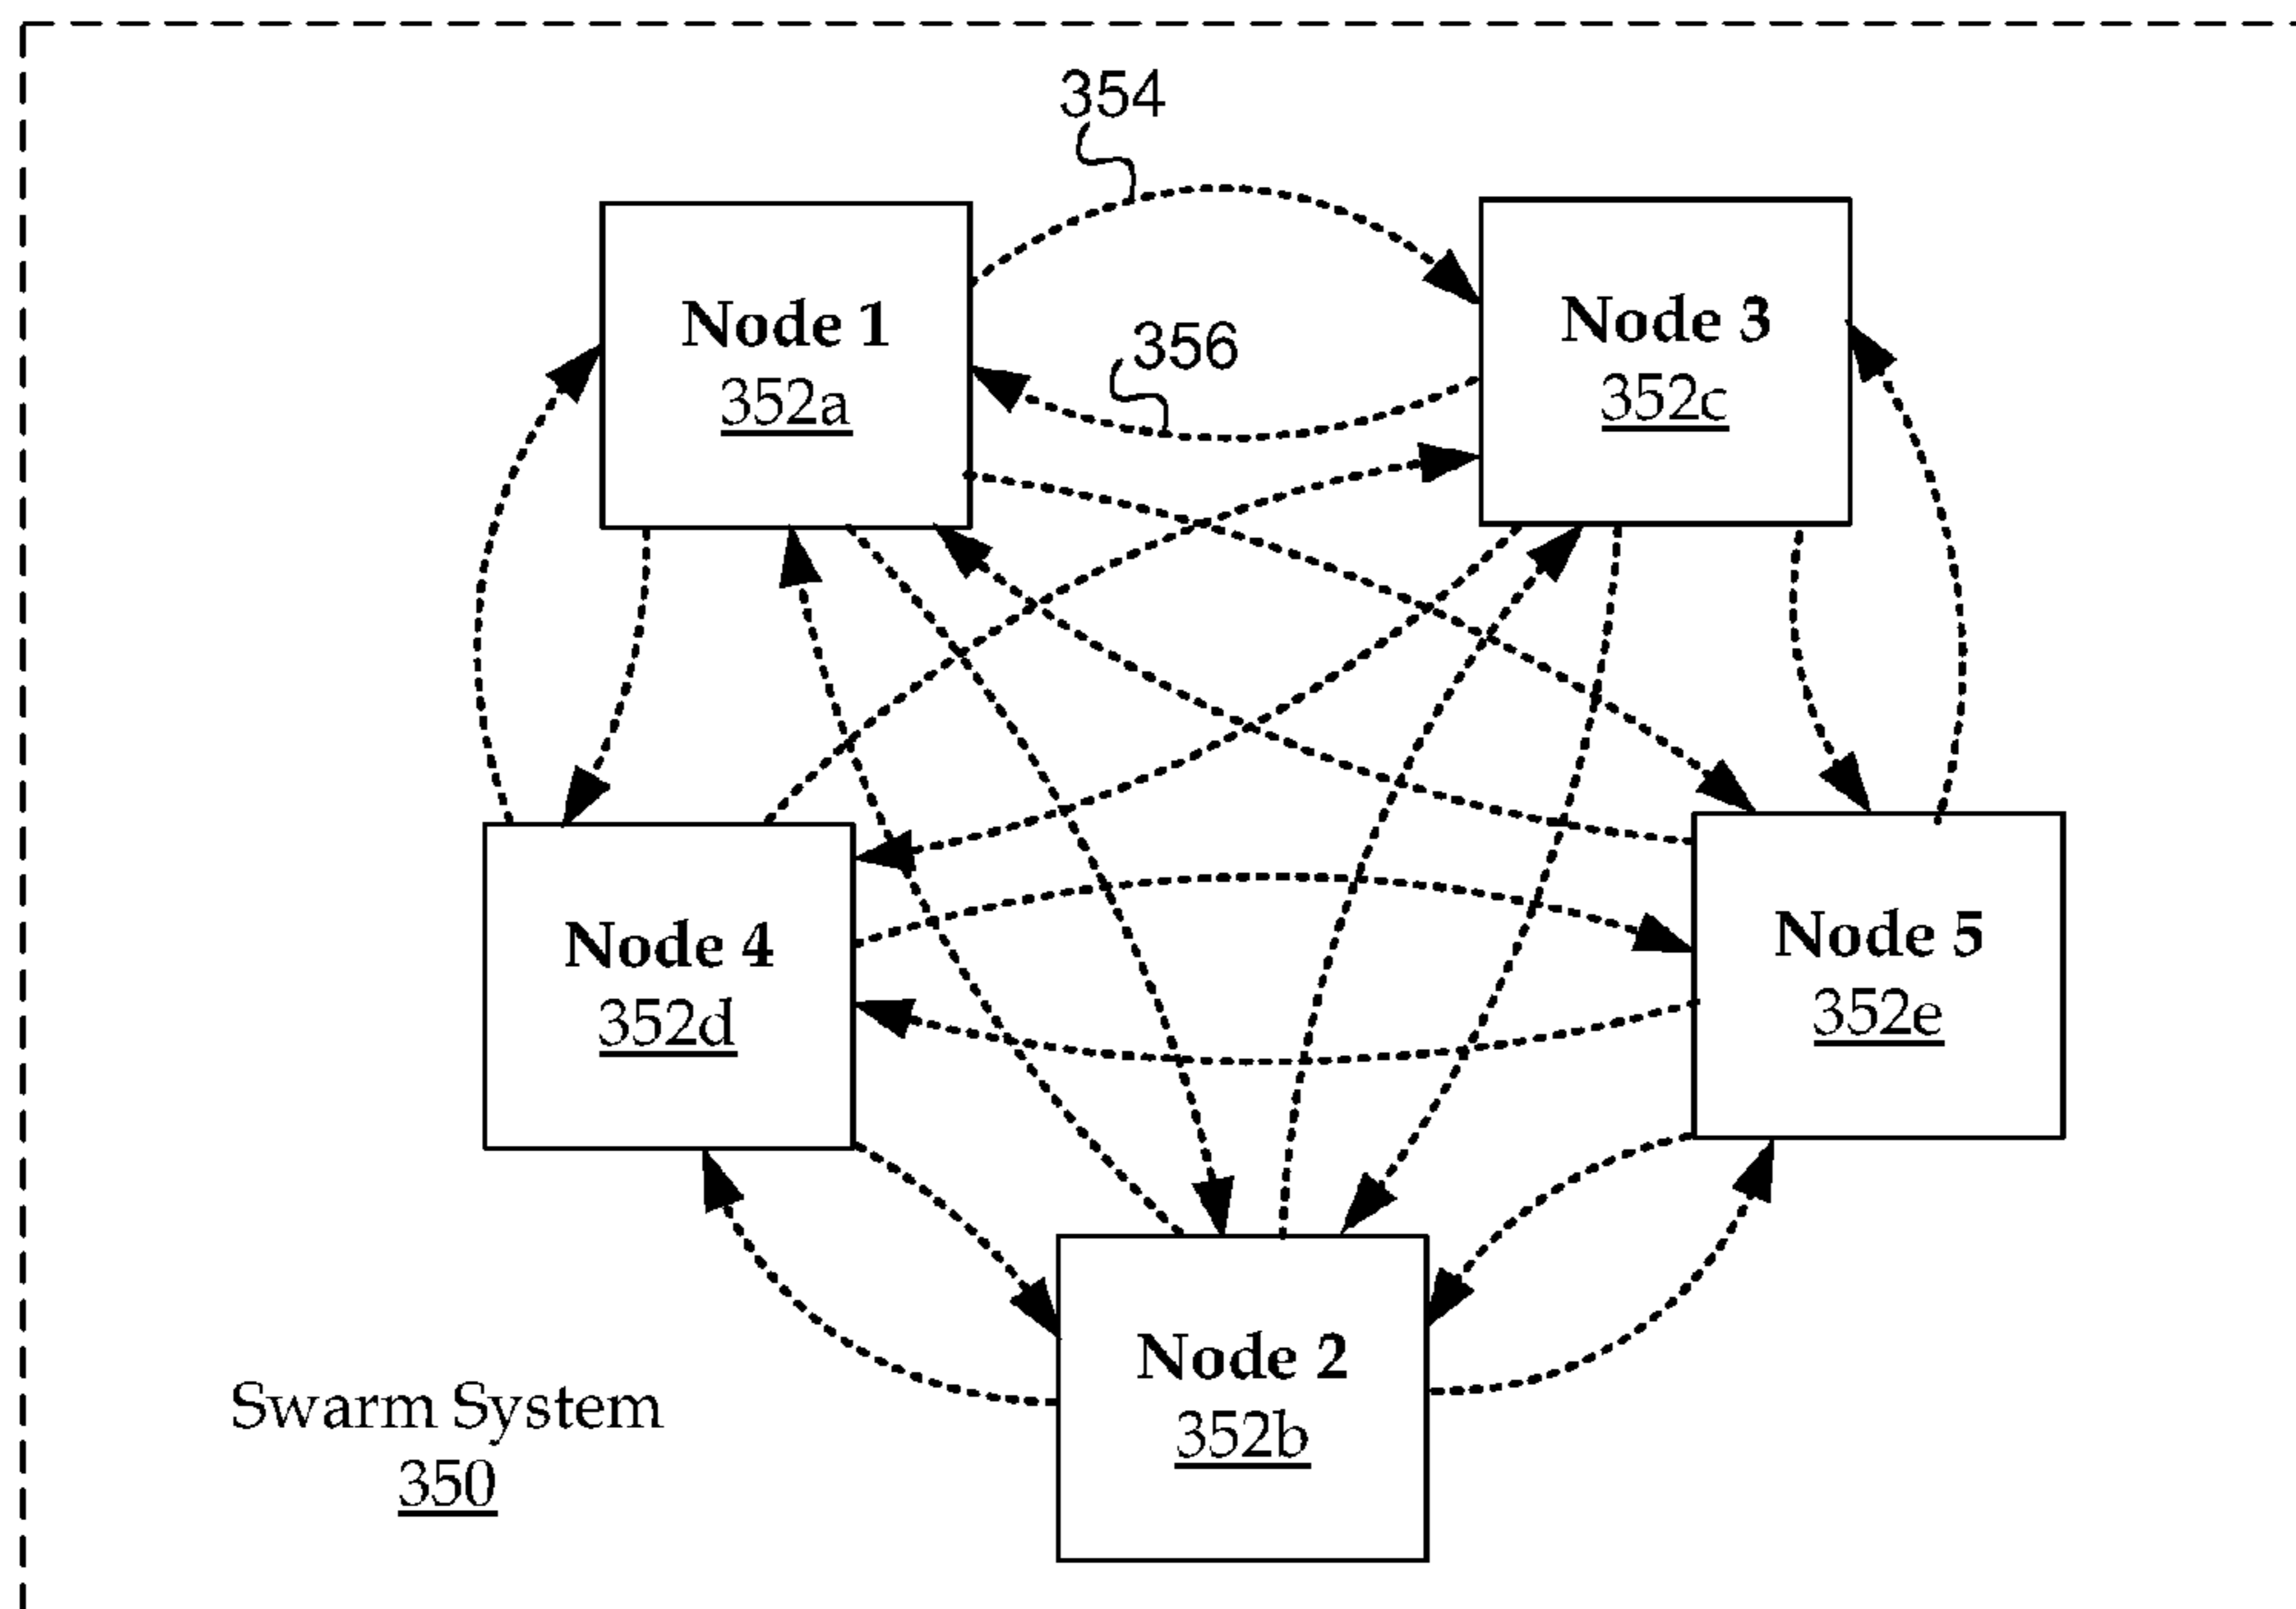 354
Node 1
352a
356
Node 3
352c
Node 4
352d
Node 5
352e
Node 2
352b
Swarm System
350